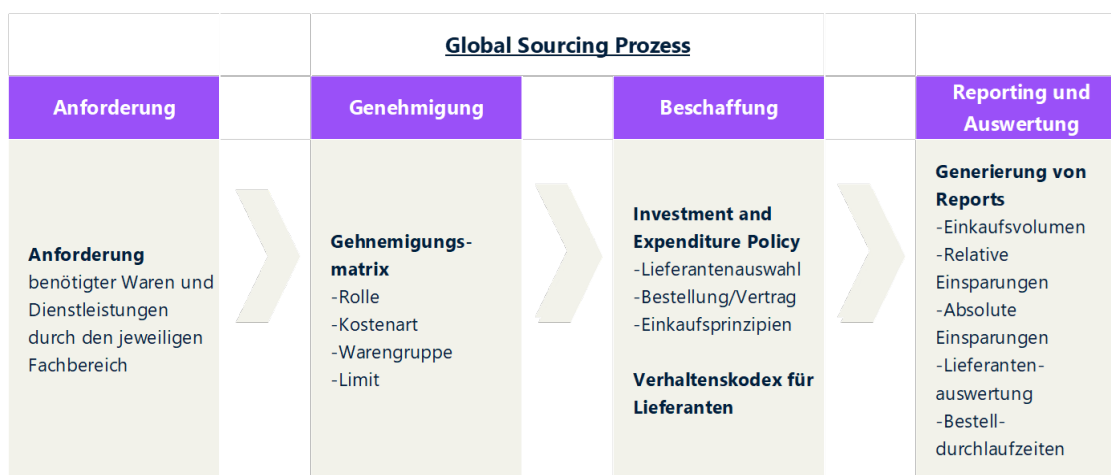 Global Sourcing Prozess
Anforderung
Genehmigung
Beschaffung
Reporting und
Auswertung
Anforderung
benötigter Waren und
Dienstleistungen
durch den jeweiligen
Fachbereich
Gehnemigungs-
matrix
-Rolle
-Kostenart
-Warengruppe
-Limit
Investment and
Expenditure Policy
-Lieferantenauswahl
-Bestellung/Vertrag
-Einkaufsprinzipien
Verhaltenskodex für
Lieferanten
Generierung von
Reports
-Einkaufsvolumen
-Relative
Einsparungen
-Absolute
Einsparungen
-Lieferanten-
auswertung
-Bestell-
durchlaufzeiten